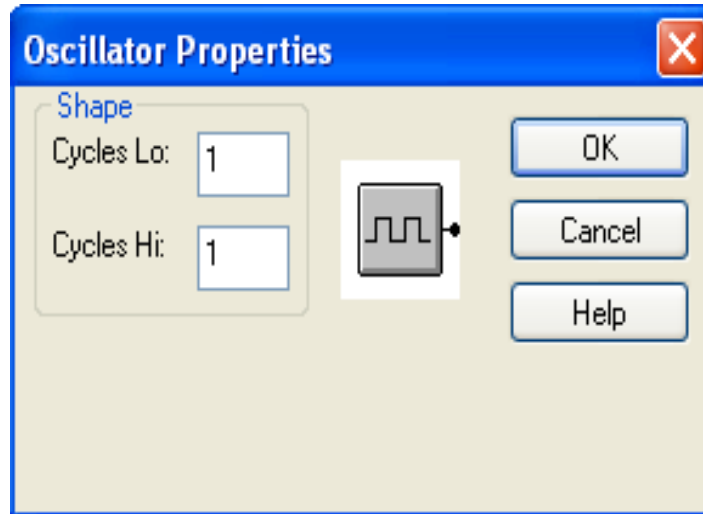 Oscillator Properties
Shape
Cycles Lo: 1
Cycles Hi: 1
OK
Cancel
Help